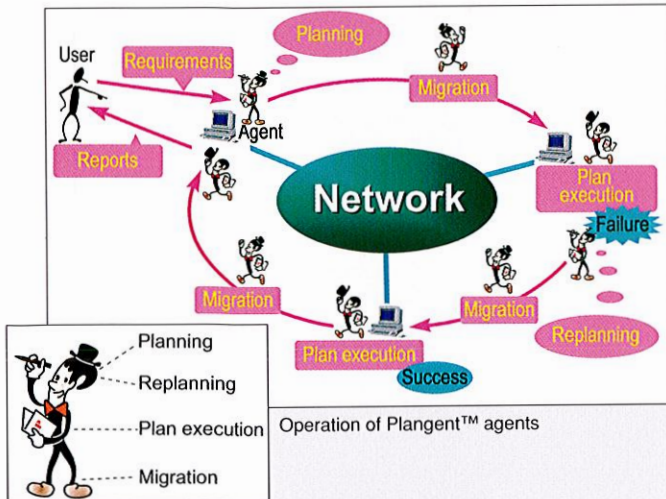 User
Requirements
Planning
Migration
Agent
Reports
Network
Plan
execution
Failure
Replanning
Migration
Plan execution
Success
Migration
Planning
Replanning
Plan execution
Migration
Operation of Plangent™ agents